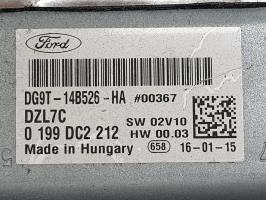 Ford
DG9T-14B526-HA #00367
DZL7C SW 02V10
0 199 DC2 212 HW 00.03
Made in Hungary 658 16-01-15